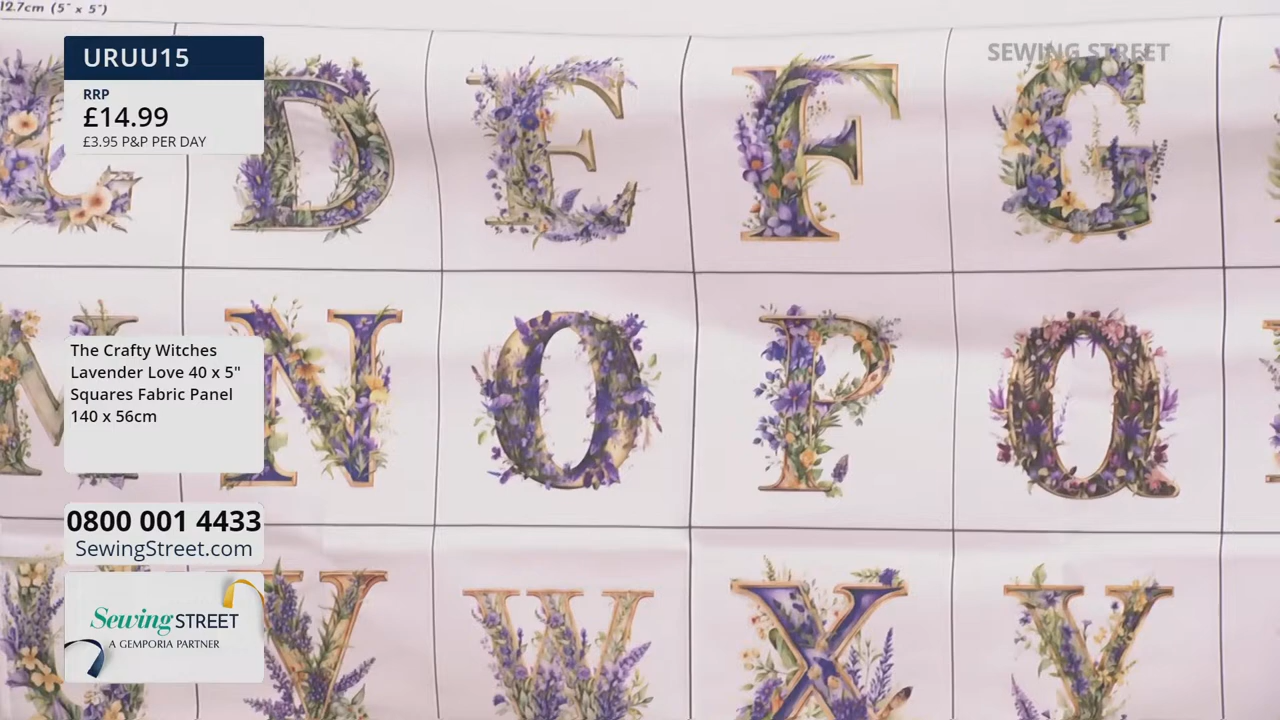 12.7cm (5" x 5")
URUU15
RRP
£14.99
£3.95 P&P PER DAY
SEWING STREET
C D E F G
M N O P Q
The Crafty Witches
Lavender Love 40 x 5"
Squares Fabric Panel
140 x 56cm
0800 001 4433
SewingStreet.com
V W X Y
Sewing STREET
A GEMPORIA PARTNER